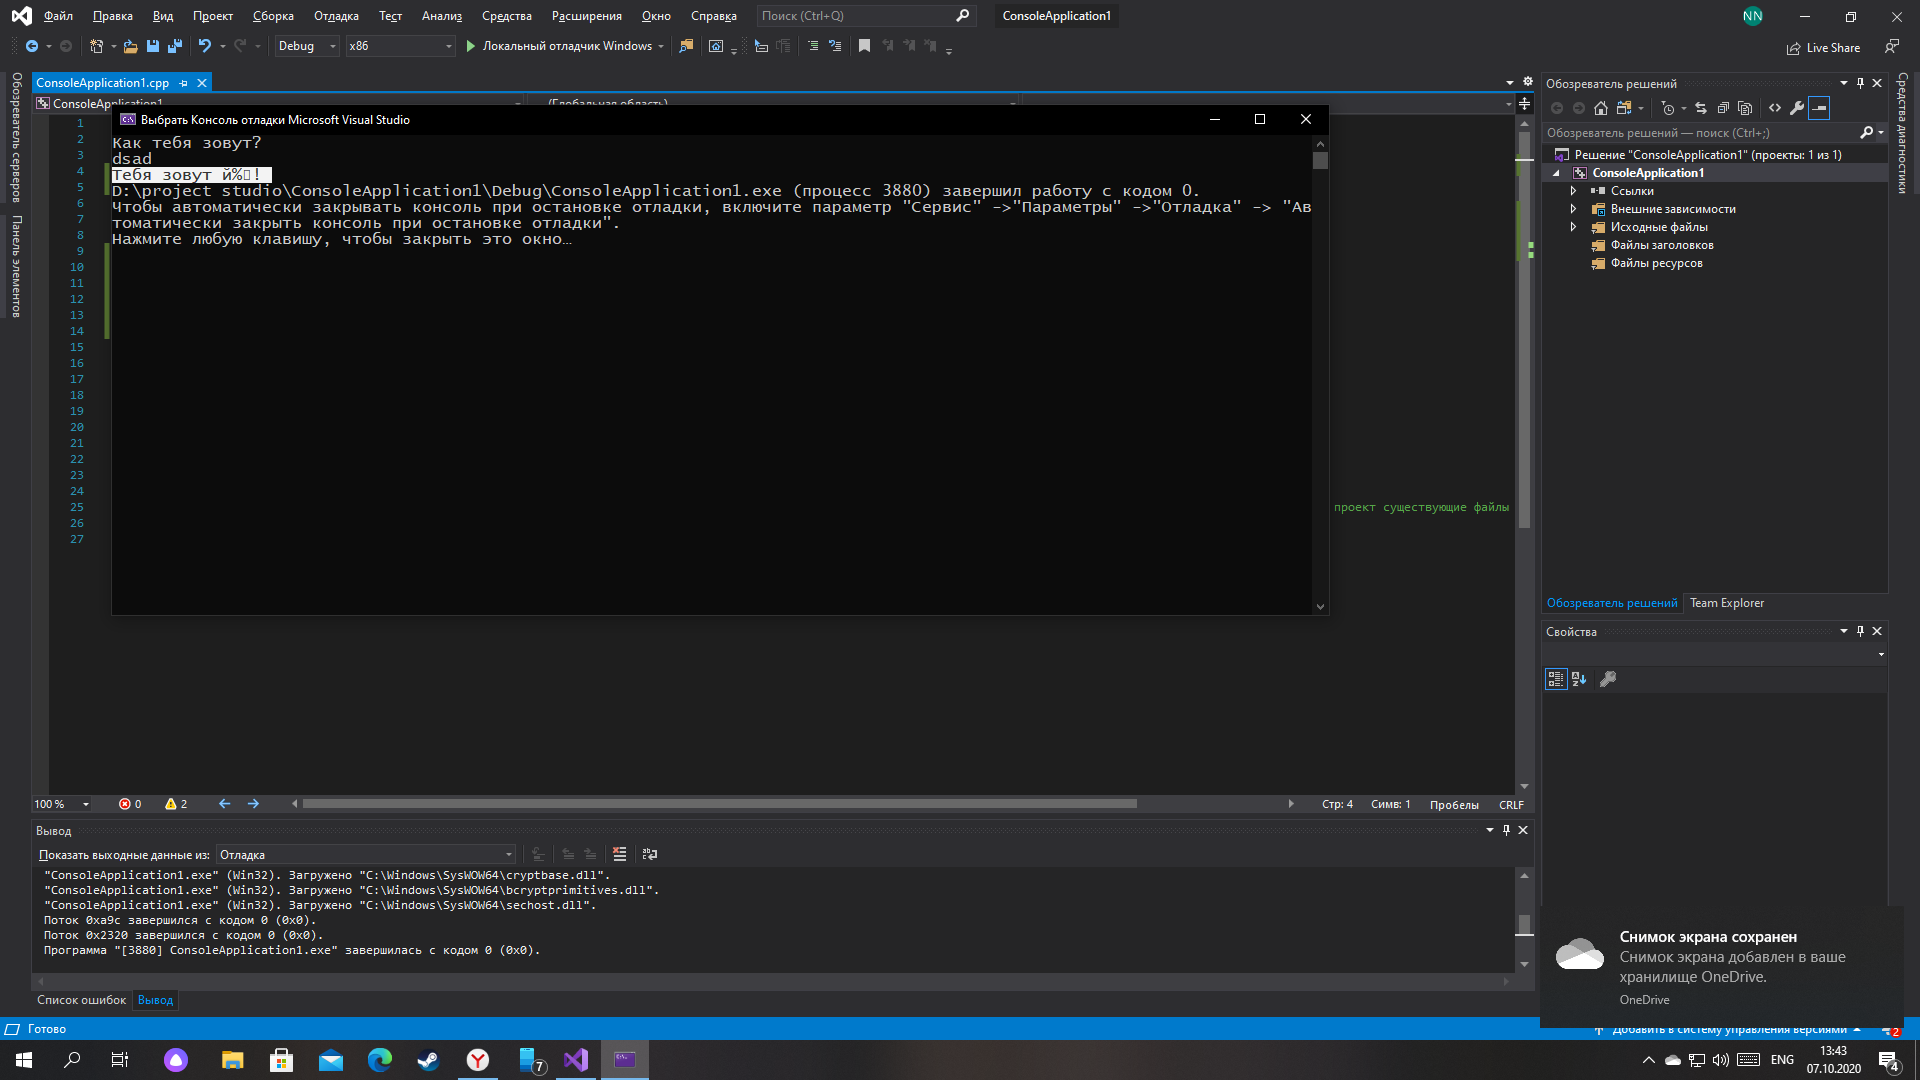 Файл Правка Вид Проект Сборка Отладка Тест Анализ Средства Расширения Окно Справка Поиск (Ctrl+Q) ConsoleApplication1 NN
Debug x86 Локальный отладчик Windows Live Share
Обозреватель серверов
Панель элементов
ConsoleApplication1.cpp
ConsoleApplication1 (Глобальная область)
1
2
3
4
5
6
7
8
9
10
11
12
13
14
15
16
17
18
19
20
21
22
23
24
25
26
27
Выбрать Консоль отладки Microsoft Visual Studio
Как тебя зовут?
dsad
Тебя зовут й%▯!
D:\project studio\ConsoleApplication1\Debug\ConsoleApplication1.exe (процесс 3880) завершил работу с кодом 0.
Чтобы автоматически закрывать консоль при остановке отладки, включите параметр "Сервис" ->"Параметры" ->"Отладка" -> "Ав
томатически закрыть консоль при остановке отладки".
Нажмите любую клавишу, чтобы закрыть это окно…
проект существующие файлы
100 % 0 2 Стр: 4 Симв: 1 Пробелы CRLF
Вывод
Показать выходные данные из: Отладка
"ConsoleApplication1.exe" (Win32). Загружено "C:\Windows\SysWOW64\cryptbase.dll".
"ConsoleApplication1.exe" (Win32). Загружено "C:\Windows\SysWOW64\bcryptprimitives.dll".
"ConsoleApplication1.exe" (Win32). Загружено "C:\Windows\SysWOW64\sechost.dll".
Поток 0xa9c завершился с кодом 0 (0x0).
Поток 0x2320 завершился с кодом 0 (0x0).
Программа "[3880] ConsoleApplication1.exe" завершилась с кодом 0 (0x0).
Список ошибок Вывод
Обозреватель решений
Обозреватель решений — поиск (Ctrl+;)
Решение "ConsoleApplication1" (проекты: 1 из 1)
ConsoleApplication1
Ссылки
Внешние зависимости
Исходные файлы
Файлы заголовков
Файлы ресурсов
Обозреватель решений Team Explorer
Свойства
Средства диагностики
Снимок экрана сохранен
Снимок экрана добавлен в ваше
хранилище OneDrive.
OneDrive
Готово Добавить в систему управления версиями 2
7 ENG 13:43
07.10.2020 4